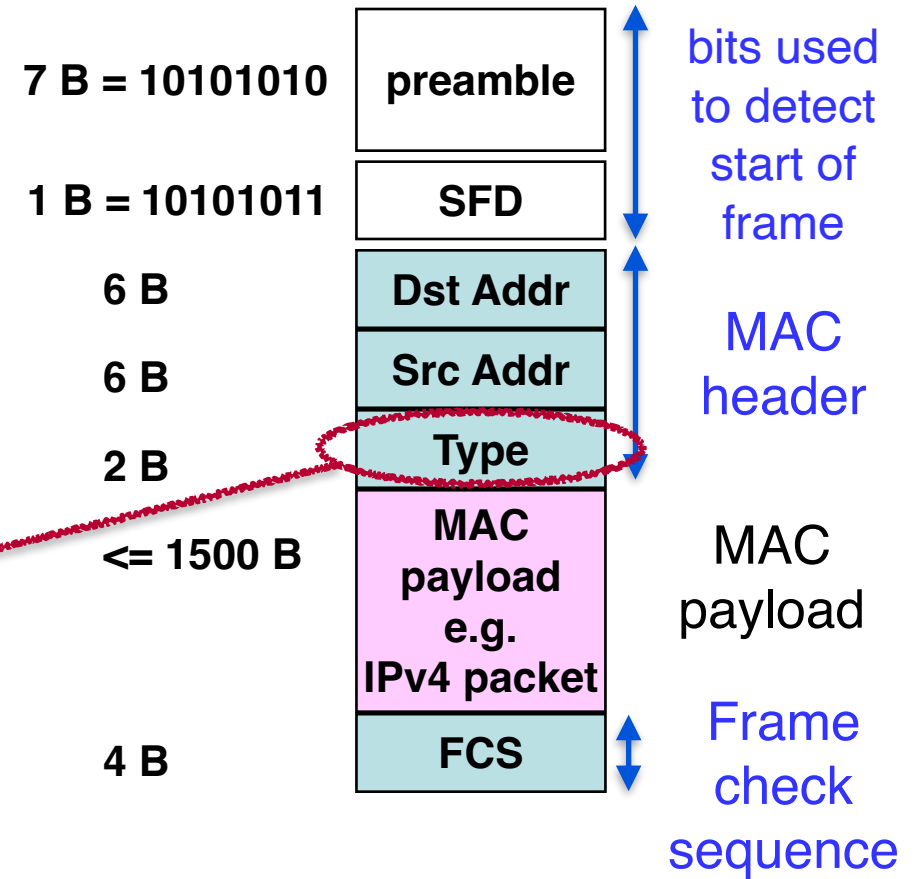 7 B = 10101010
preamble
bits used
to detect
start of
frame
1 B = 10101011
SFD
6 B
Dst Addr
MAC
header
6 B
Src Addr
2 B
Type
<= 1500 B
MAC
payload
e.g.
IPv4 packet
MAC
payload
4 B
FCS
Frame
check
sequence